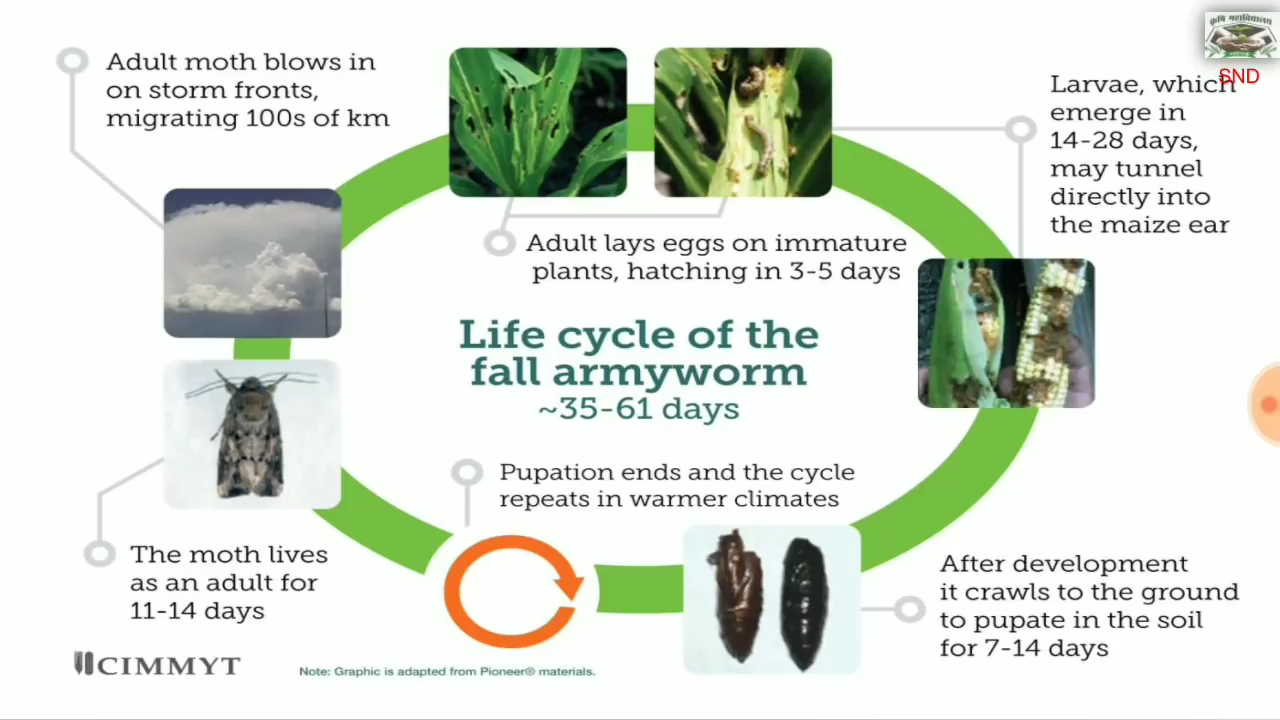 Adult moth blows in
on storm fronts,
migrating 100s of km
कृषि महाविद्यालय
SND
Larvae, which
emerge in
14-28 days,
may tunnel
directly into
the maize ear
Adult lays eggs on immature
plants, hatching in 3-5 days
Life cycle of the
fall armyworm
~35-61 days
Pupation ends and the cycle
repeats in warmer climates
The moth lives
as an adult for
11-14 days
After development
it crawls to the ground
to pupate in the soil
for 7-14 days
CIMMYT
Note: Graphic is adapted from Pioneer® materials.